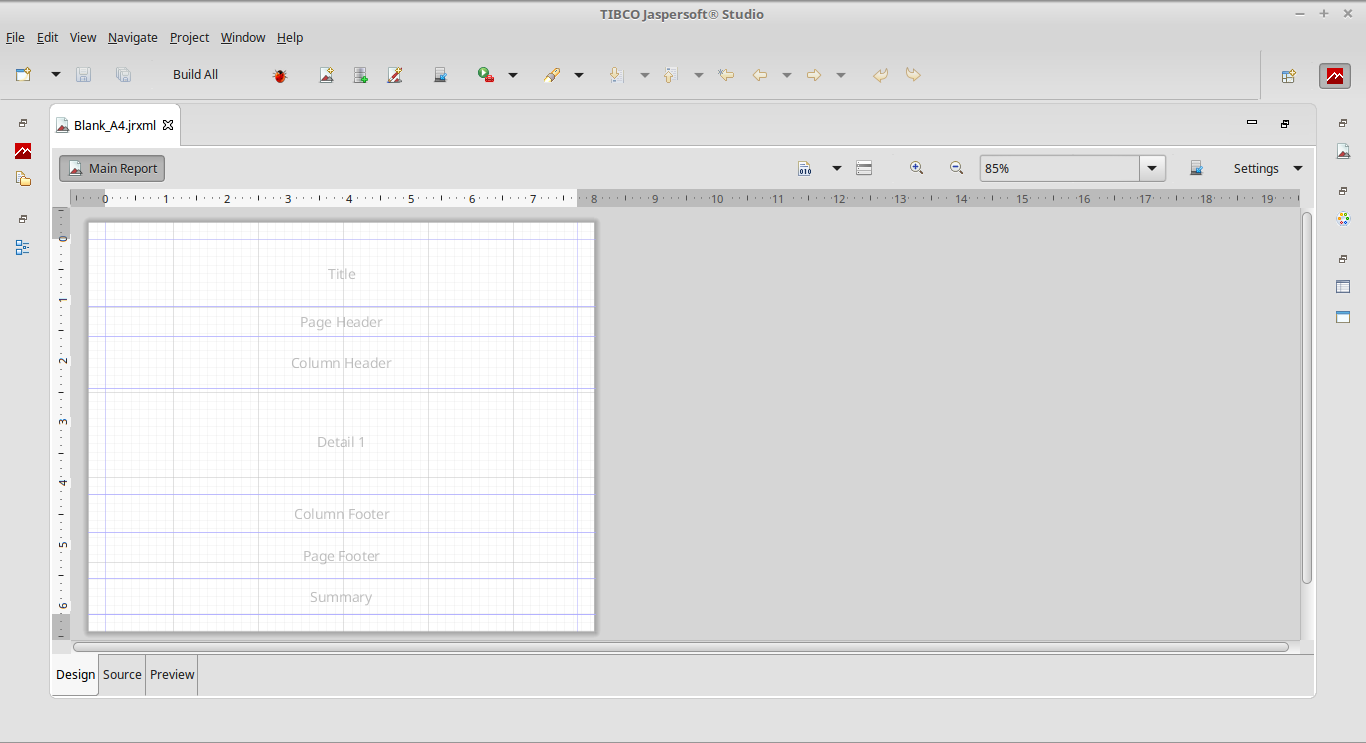 TIBCO Jaspersoft® Studio
File Edit View Navigate Project Window Help
Build All
Blank_A4.jrxml
Main Report
010
85%
Settings
0 1 2 3 4 5 6 7 8 9 10 11 12 13 14 15 16 17 18 19
0
1
2
3
4
5
6
Title
Page Header
Column Header
Detail 1
Column Footer
Page Footer
Summary
Design Source Preview